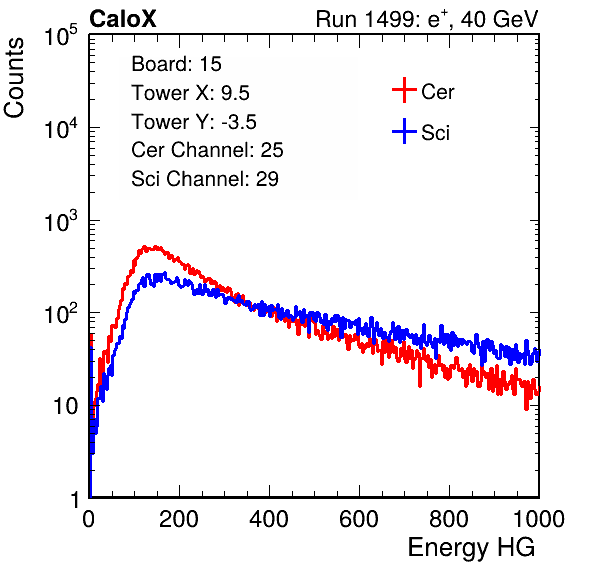 CaloX Run 1499: e+, 40 GeV
Counts
Board: 15
Tower X: 9.5
Tower Y: -3.5
Cer Channel: 25
Sci Channel: 29
Cer
Sci
10^5
10^4
10^3
10^2
10
1
0 200 400 600 800 1000
Energy HG